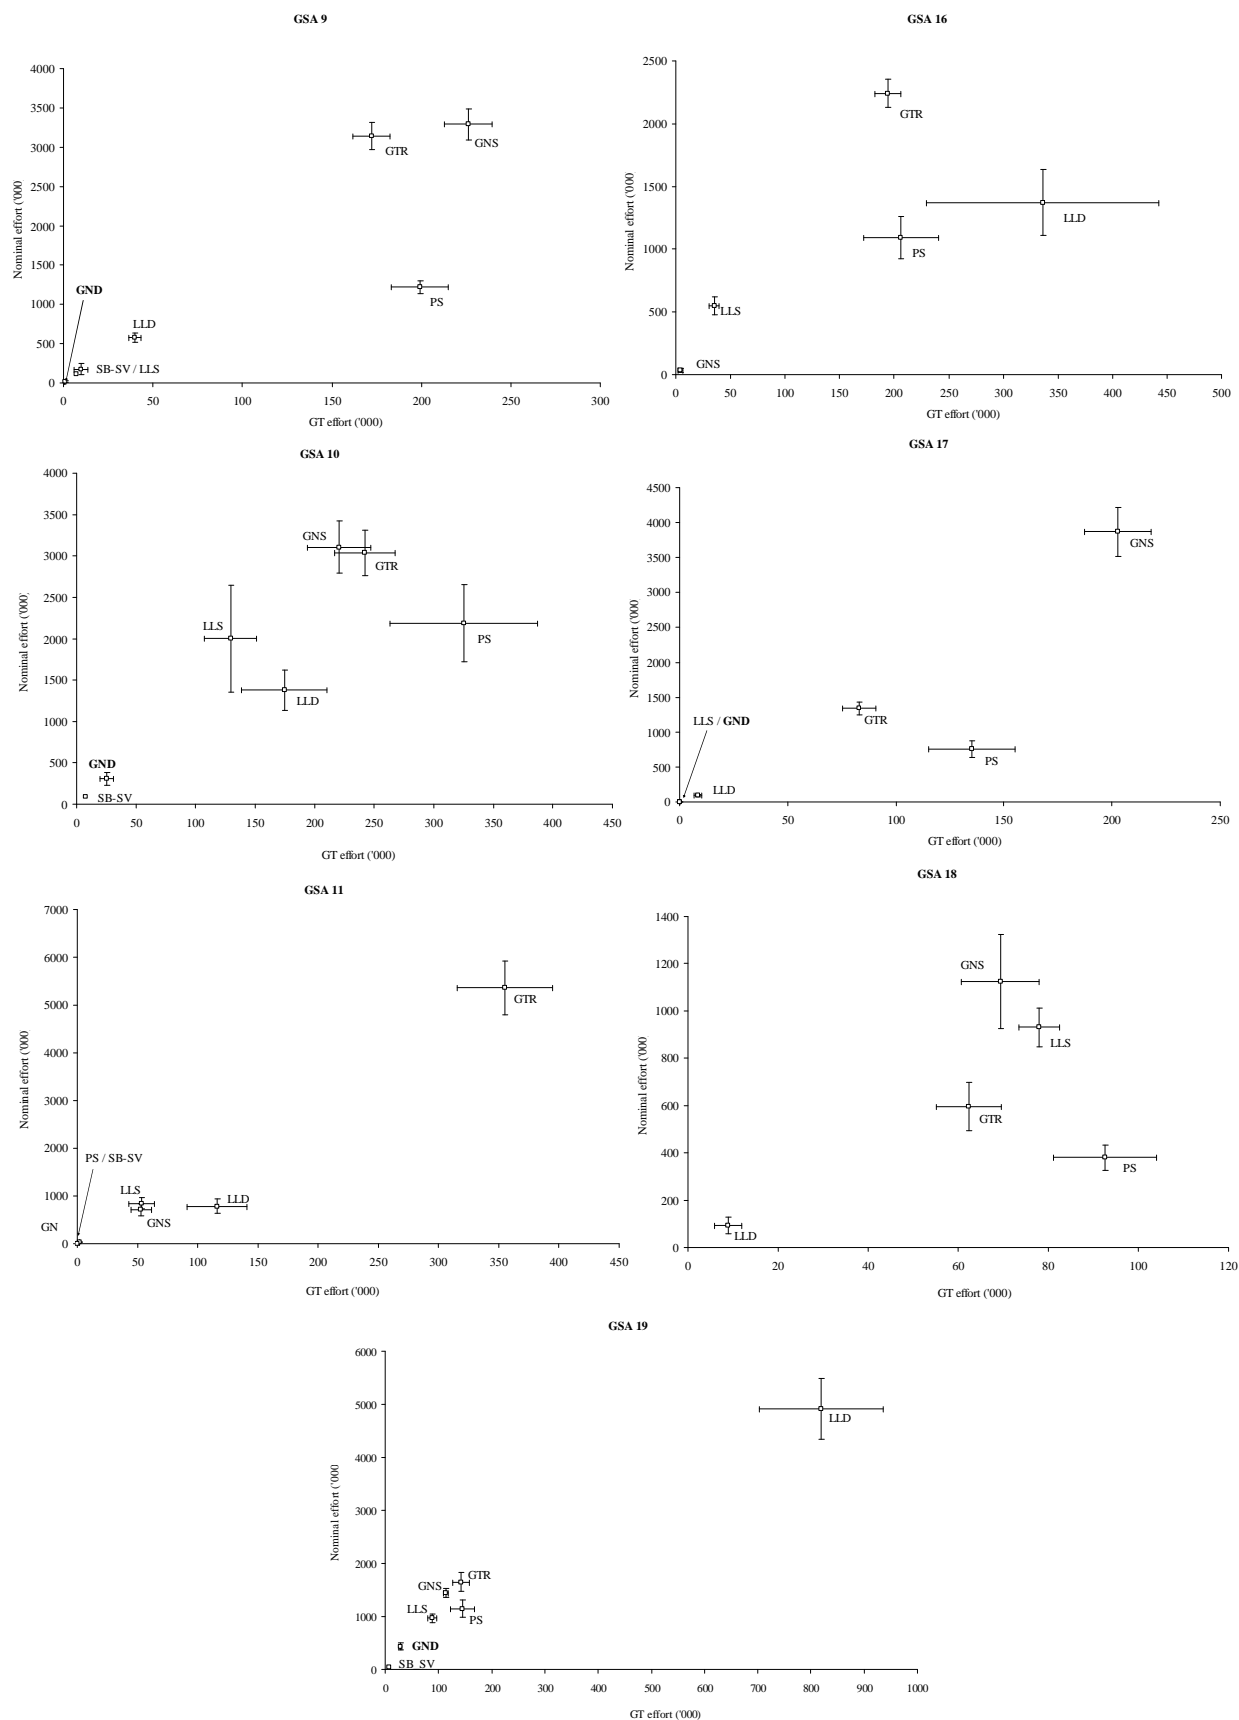 GSA 9
4000
3500
3000
2500
2000
1500
1000
500
0
Nominal effort ('000
GTR
GNS
PS
GND
LLD
SB-SV / LLS
0 50 100 150 200 250 300
GT effort ('000)
GSA 16
2500
2000
1500
1000
500
0
Nominal effort ('000
GTR
LLD
PS
LLS
GNS
0 50 100 150 200 250 300 350 400 450 500
GT effort ('000)
GSA 10
4000
3500
3000
2500
2000
1500
1000
500
0
Nominal effort ('000)
GNS
GTR
LLS
PS
LLD
GND
SB-SV
0 50 100 150 200 250 300 350 400 450
GT effort ('000)
GSA 17
4500
4000
3500
3000
2500
2000
1500
1000
500
0
Nominal effort ('000
GNS
GTR
LLS / GND
PS
LLD
0 50 100 150 200 250
GT effort ('000)
GSA 11
7000
6000
5000
4000
3000
2000
1000
0
Nominal effort ('000
GTR
PS / SB-SV
LLS
LLD
GNS
GN
0 50 100 150 200 250 300 350 400 450
GT effort ('000)
GSA 18
1400
1200
1000
800
600
400
200
0
Nominal effort ('000
GNS
LLS
GTR
PS
LLD
0 20 40 60 80 100 120
GT effort ('000)
GSA 19
6000
5000
4000
3000
2000
1000
0
Nominal effort ('000
LLD
GTR
GNS
LLS
PS
GND
SB_SV
0 100 200 300 400 500 600 700 800 900 1000
GT effort ('000)